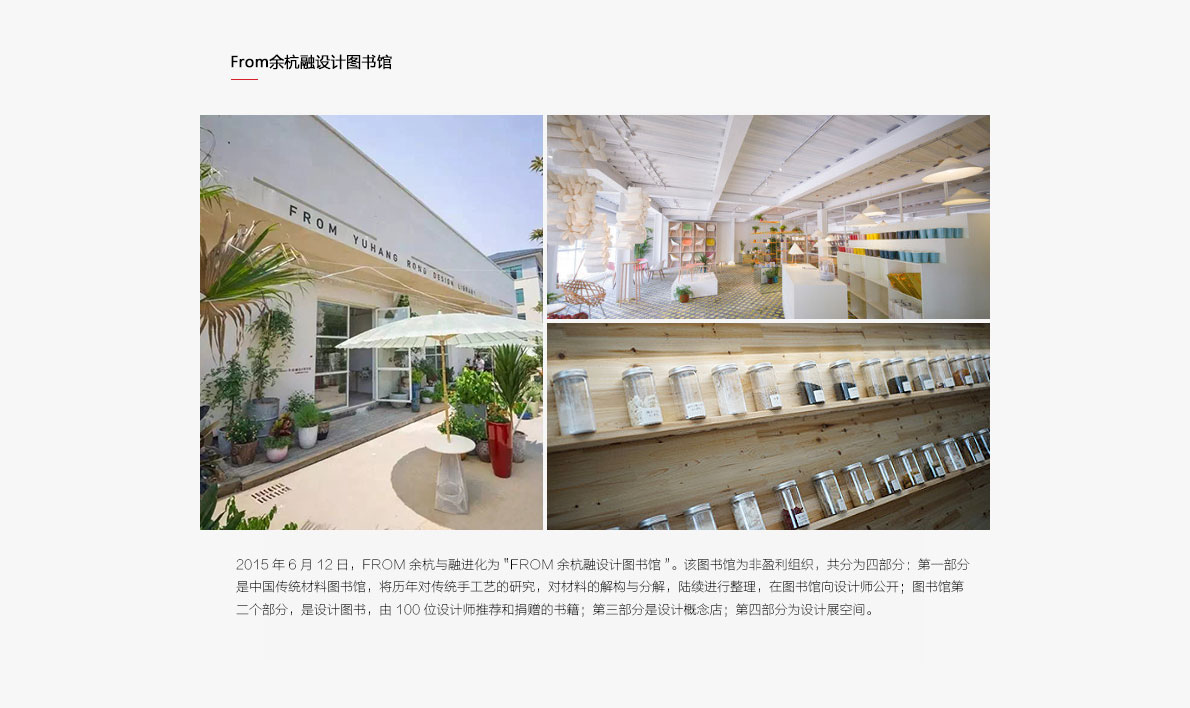 From余杭融设计图书馆
FROM YUHANG RONG DESIGN LIBRARY
2015 年 6 月 12 日，FROM 余杭与融进化为 "FROM 余杭融设计图书馆 "。该图书馆为非盈利组织，共分为四部分：第一部分
是中国传统材料图书馆，将历年对传统手工艺的研究，对材料的解构与分解，陆续进行整理，在图书馆向设计师公开；图书馆第
二个部分，是设计图书，由 100 位设计师推荐和捐赠的书籍；第三部分是设计概念店；第四部分为设计展空间。